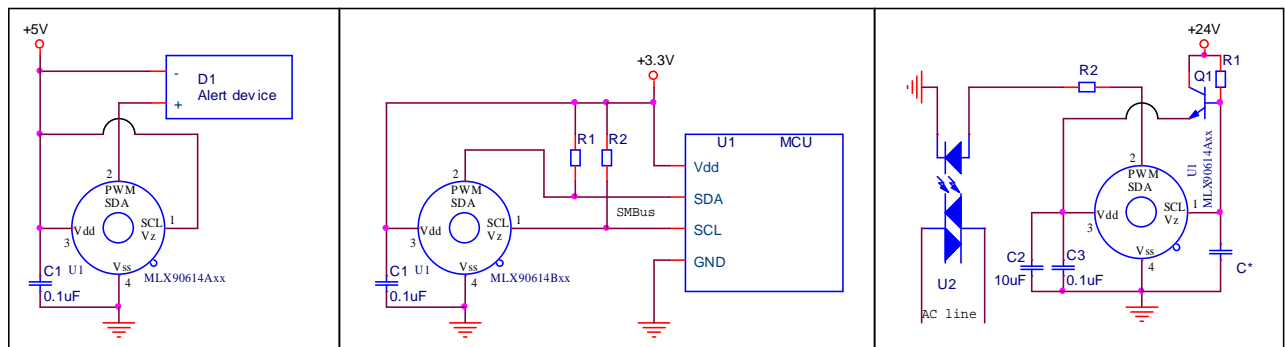 +5V
D1
-
Alert device
+
2
PWM
SDA
SCL
1
Vz
Vdd
3
Vss
C1
U1
4
MLX90614Axx
0.1uF
+3.3V
R1
R2
U1
MCU
Vdd
2
PWM
SDA
SDA
SMBus
SCL
1
Vz
SCL
Vdd
3
Vss
GND
C1
U1
4
MLX90614Bxx
0.1uF
+24V
R1
R2
Q1
U1
MLX90614Axx
2
PWM
SDA
SCL
1
Vz
Vdd
3
Vss
C2
C3
4
C*
10uF
0.1uF
U2
AC line